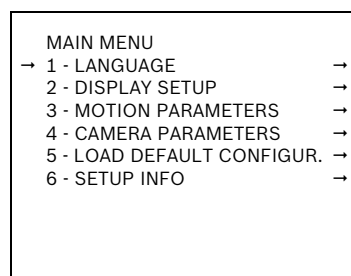 MAIN MENU
→ 1 - LANGUAGE →
2 - DISPLAY SETUP →
3 - MOTION PARAMETERS →
4 - CAMERA PARAMETERS →
5 - LOAD DEFAULT CONFIGUR. →
6 - SETUP INFO →